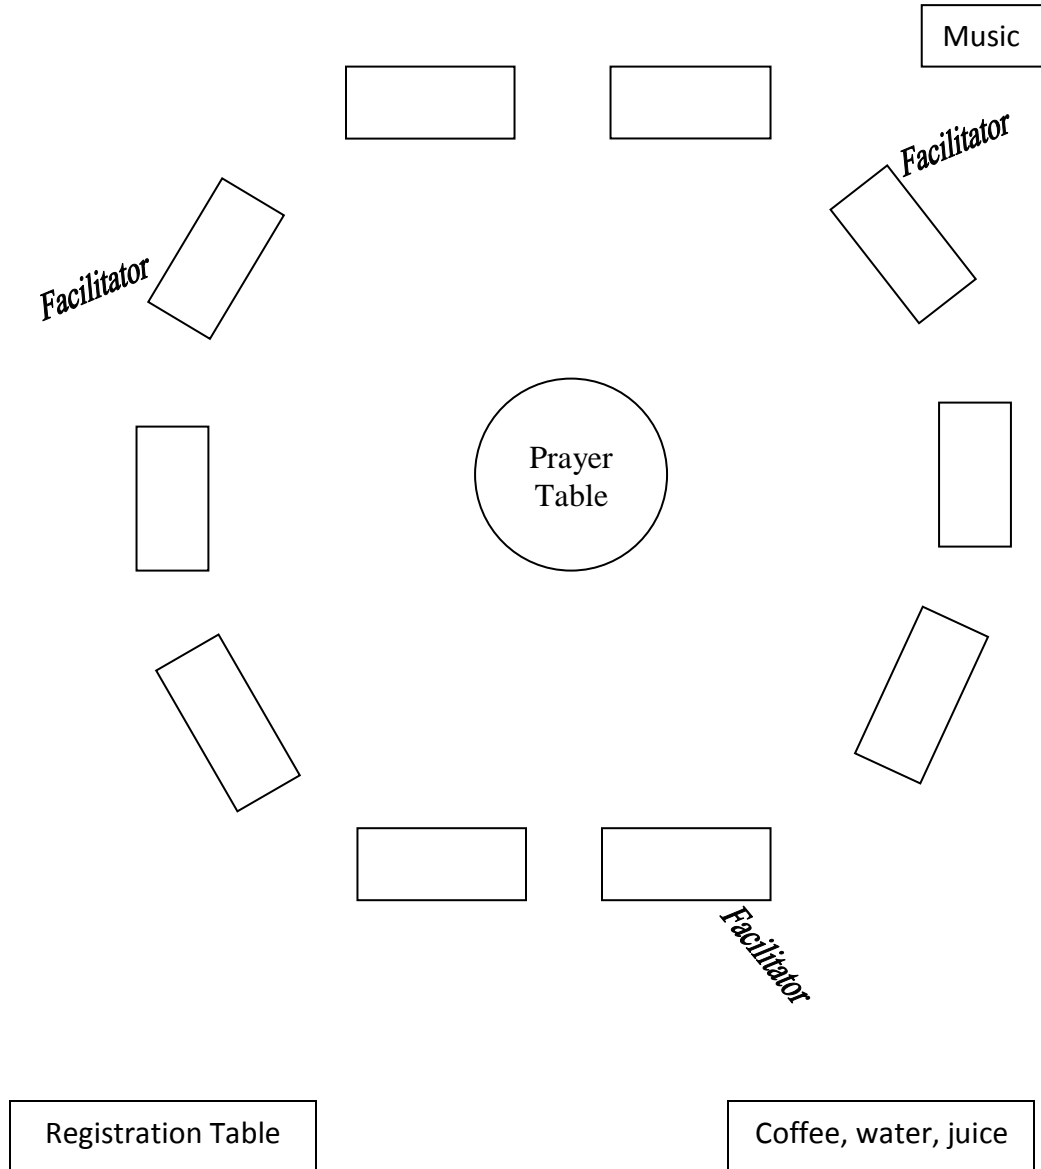 Music
Facilitator
Facilitator
Prayer
Table
Facilitator
Registration Table
Coffee, water, juice